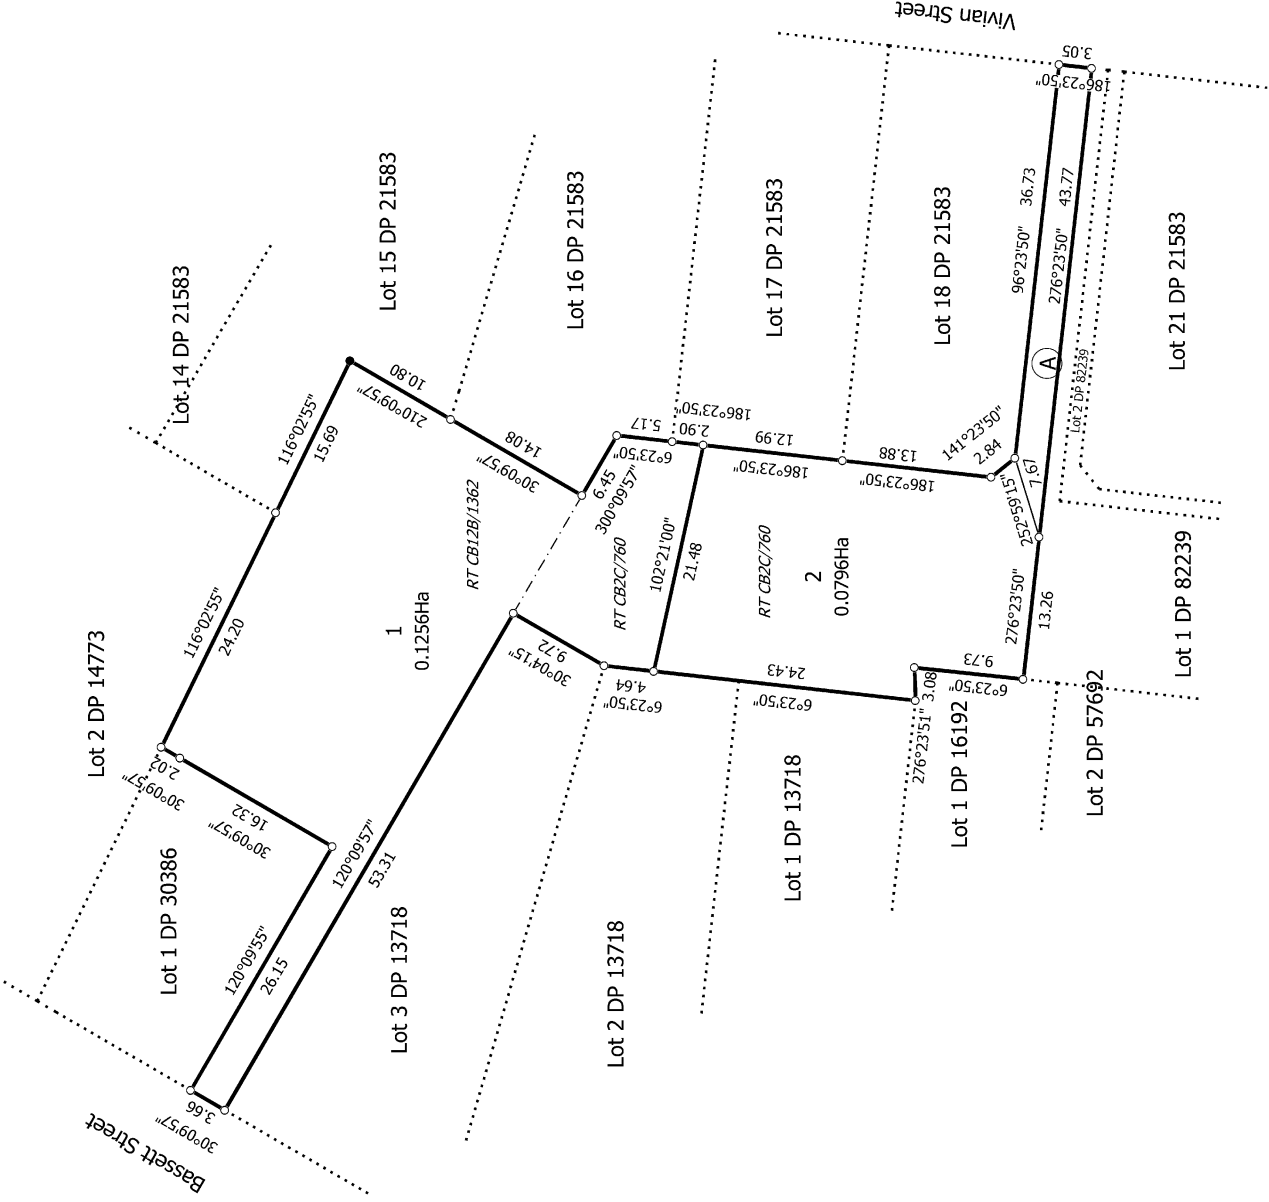 Vivian Street
3.05
186°23'50"
36.73
96°23'50"
43.77
276°23'50"
A
Lot 2 DP 82239
Lot 21 DP 21583
Lot 18 DP 21583
Lot 17 DP 21583
Lot 16 DP 21583
Lot 15 DP 21583
Lot 14 DP 21583
116°02'55"
15.69
10.80
210°09'57"
14.08
30°09'57"
5.17
6°23'50"
2.90
186°23'50"
12.99
186°23'50"
13.88
186°23'50"
141°23'50"
2.84
7.67
252°59'15"
6.45
300°09'57"
RT CB12B/1362
RT CB2C/760
102°21'00"
21.48
RT CB2C/760
2
0.0796Ha
276°23'50"
13.26
Lot 1 DP 82239
116°02'55"
24.20
1
0.1256Ha
Lot 2 DP 14773
9.72
30°04'15"
4.64
6°23'50"
24.43
6°23'50"
9.73
6°23'50"
3.08
276°23'51"
Lot 1 DP 16192
Lot 2 DP 57692
Lot 1 DP 13718
2.02
30°09'57"
16.32
30°09'57"
120°09'57"
53.31
Lot 1 DP 30386
120°09'55"
26.15
Lot 3 DP 13718
Lot 2 DP 13718
3.66
30°09'57"
Bassett Street